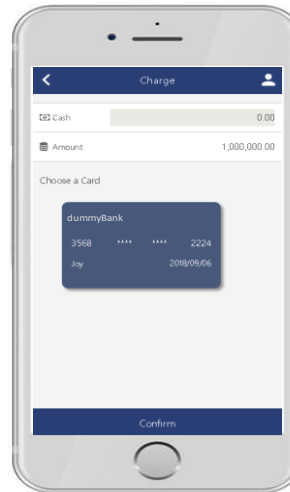 Charge
Cash 0.00
Amount 1,000,000.00
Choose a Card
dummyBank
3568 **** **** 2224
Joy 2018/09/06
Confirm